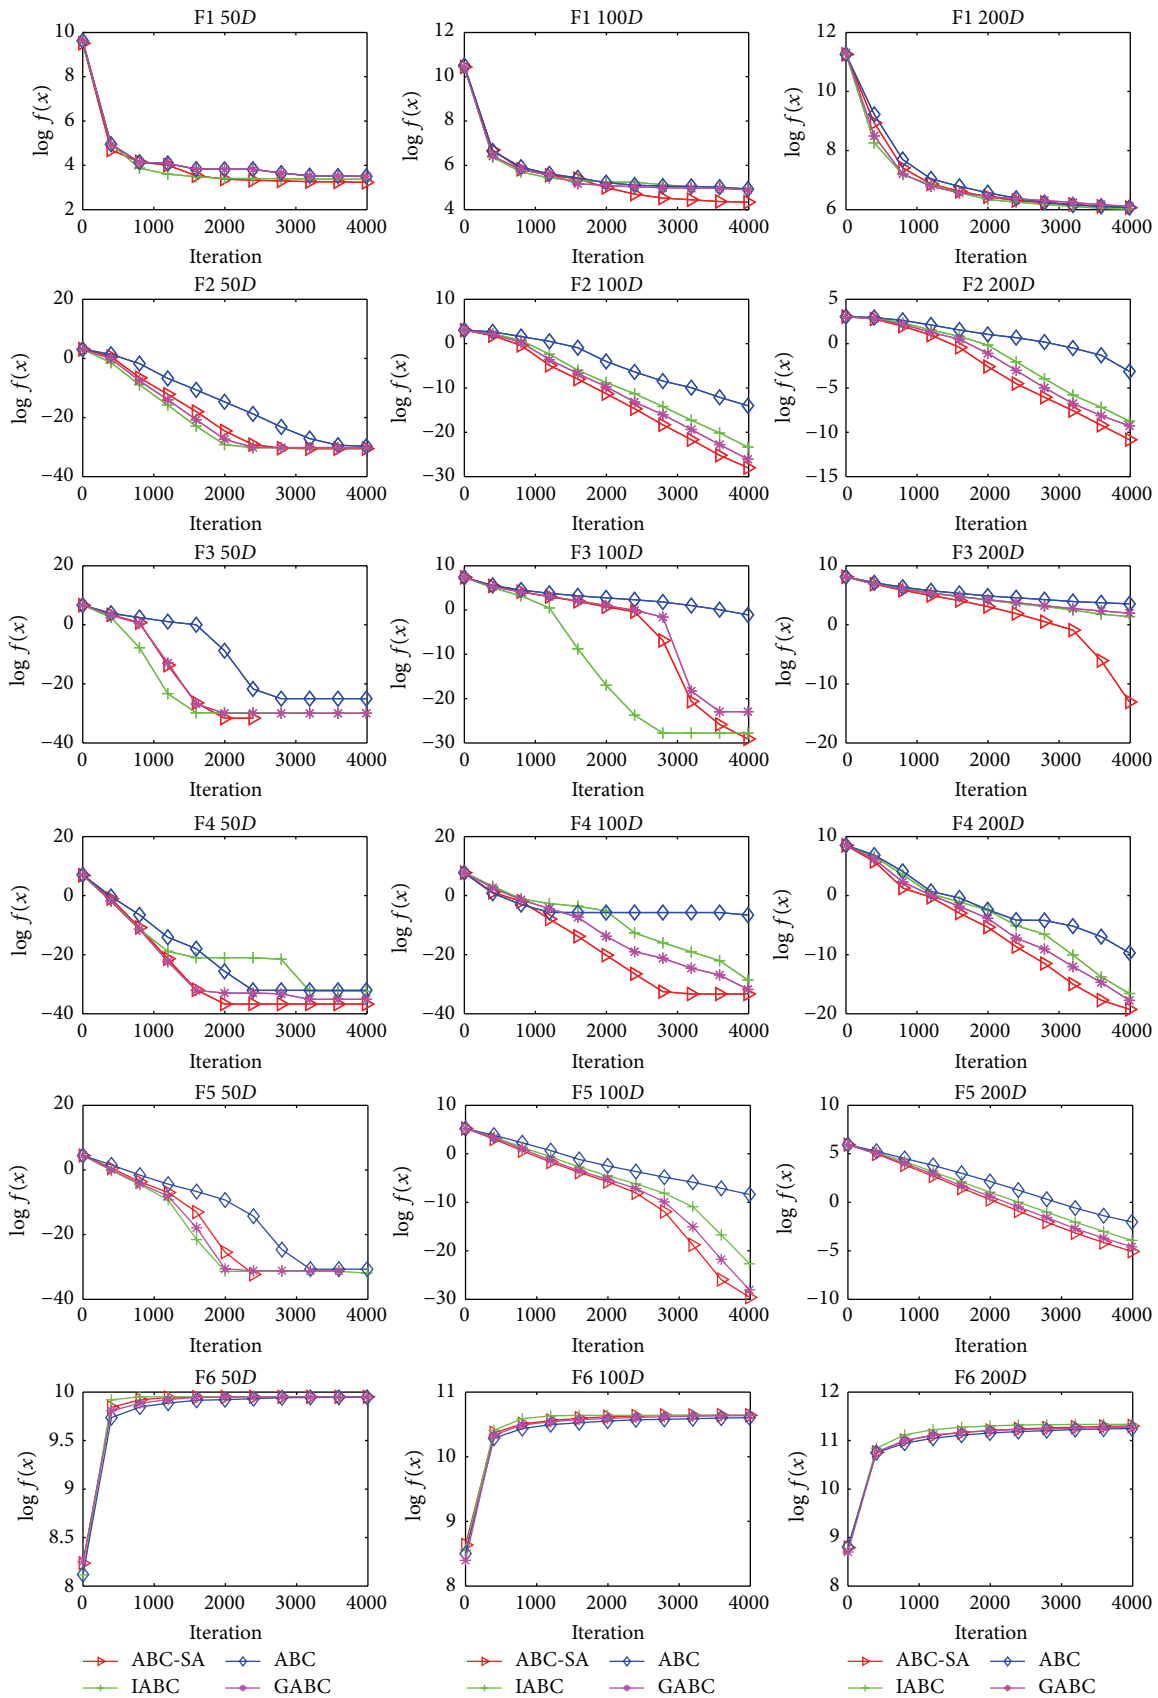 F1 50D
F1 100D
F1 200D
10
8
6
4
2
log f(x)
0 1000 2000 3000 4000
Iteration
12
10
8
6
4
log f(x)
0 1000 2000 3000 4000
Iteration
12
11
10
9
8
7
6
log f(x)
0 1000 2000 3000 4000
Iteration
F2 50D
F2 100D
F2 200D
20
0
−20
−40
log f(x)
0 1000 2000 3000 4000
Iteration
10
0
−10
−20
−30
log f(x)
0 1000 2000 3000 4000
Iteration
5
0
−5
−10
−15
log f(x)
0 1000 2000 3000 4000
Iteration
F3 50D
F3 100D
F3 200D
20
0
−20
−40
log f(x)
0 1000 2000 3000 4000
Iteration
10
0
−10
−20
−30
log f(x)
0 1000 2000 3000 4000
Iteration
10
0
−10
−20
log f(x)
0 1000 2000 3000 4000
Iteration
F4 50D
F4 100D
F4 200D
20
0
−20
−40
log f(x)
0 1000 2000 3000 4000
Iteration
20
0
−20
−40
log f(x)
0 1000 2000 3000 4000
Iteration
10
0
−10
−20
log f(x)
0 1000 2000 3000 4000
Iteration
F5 50D
F5 100D
F5 200D
20
0
−20
−40
log f(x)
0 1000 2000 3000 4000
Iteration
10
0
−10
−20
−30
log f(x)
0 1000 2000 3000 4000
Iteration
10
5
0
−5
−10
log f(x)
0 1000 2000 3000 4000
Iteration
F6 50D
F6 100D
F6 200D
10
9.5
9
8.5
8
log f(x)
0 1000 2000 3000 4000
Iteration
11
10
9
8
log f(x)
0 1000 2000 3000 4000
Iteration
12
11
10
9
8
log f(x)
0 1000 2000 3000 4000
Iteration
ABC-SA ABC
IABC GABC
ABC-SA ABC
IABC GABC
ABC-SA ABC
IABC GABC